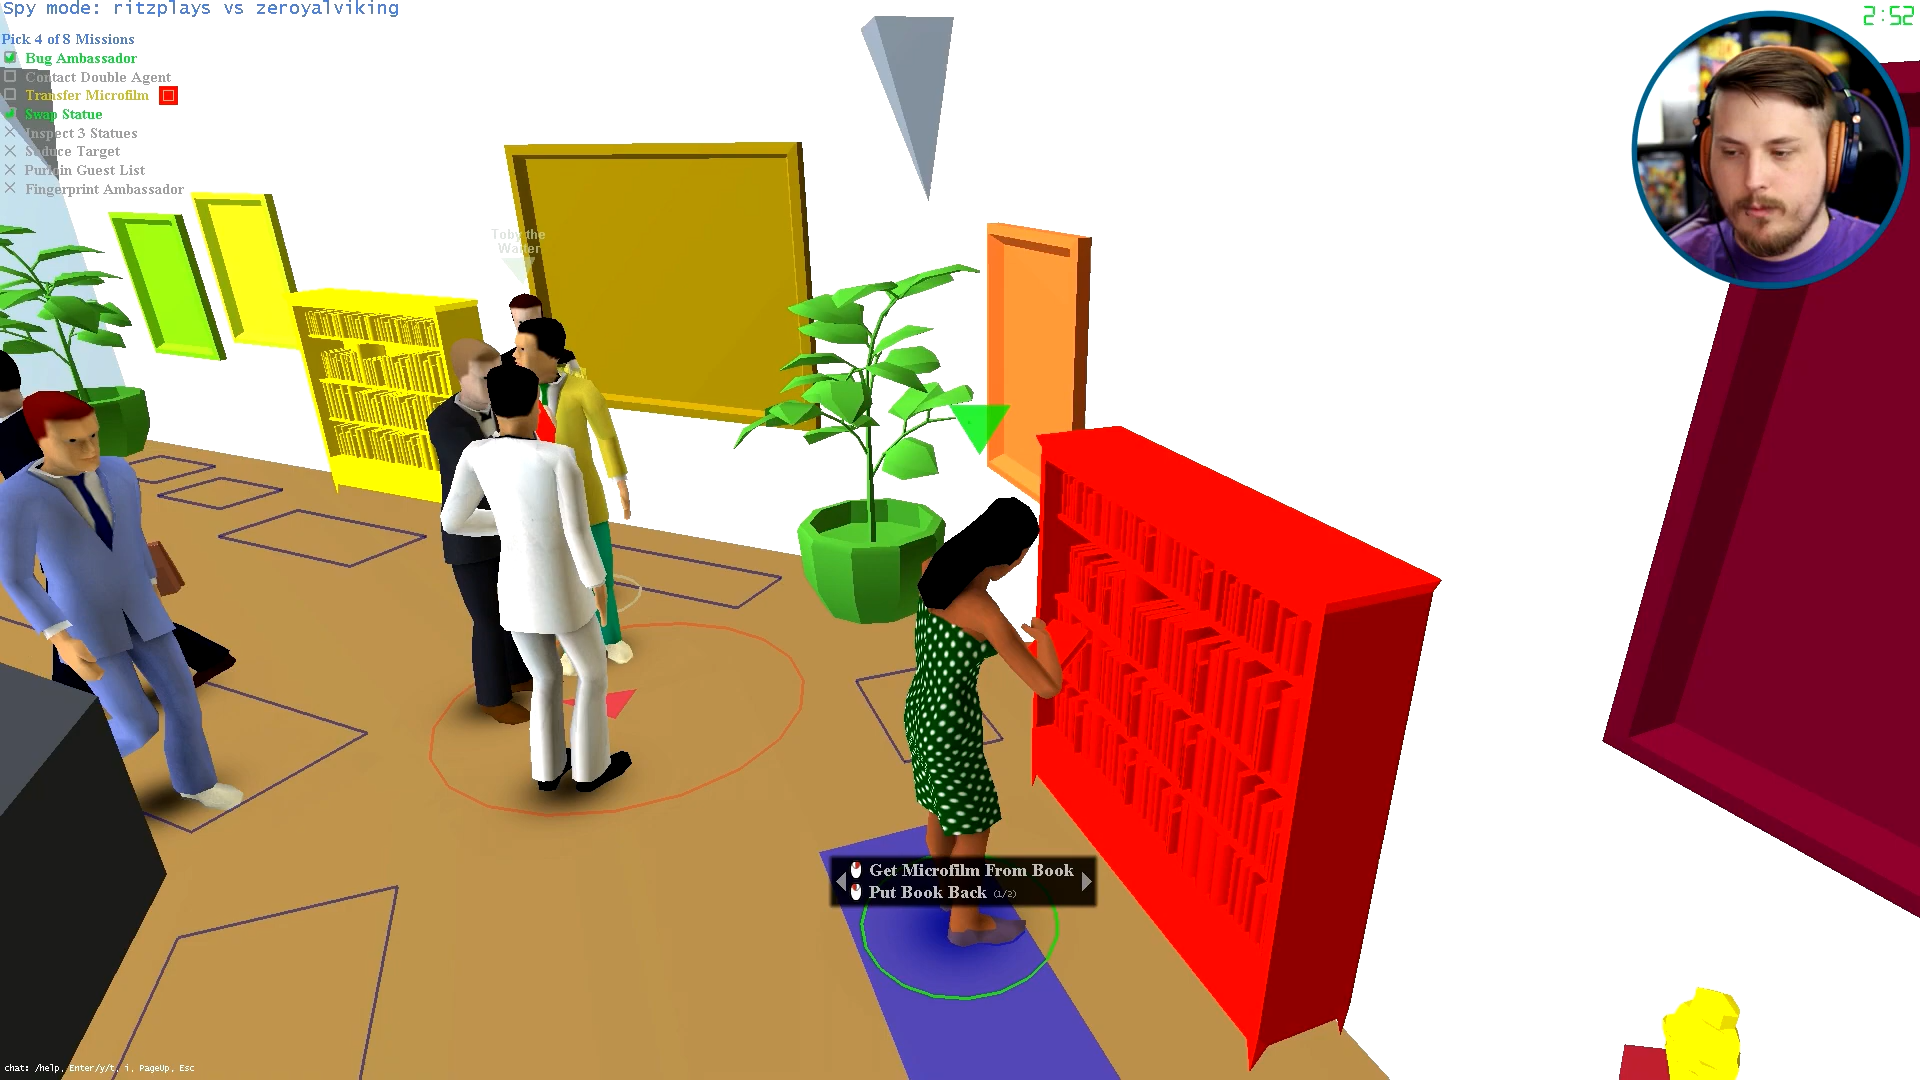 Spy mode: ritzplays vs zeroyalviking
2:52
Pick 4 of 8 Missions
Bug Ambassador
Contact Double Agent
Transfer Microfilm
Swap Statue
Inspect 3 Statues
Seduce Target
Purloin Guest List
Fingerprint Ambassador
Toby the
Waiter
Get Microfilm From Book
Put Book Back (1/2)
chat: /help, Enter/y/t, i, PageUp, Esc